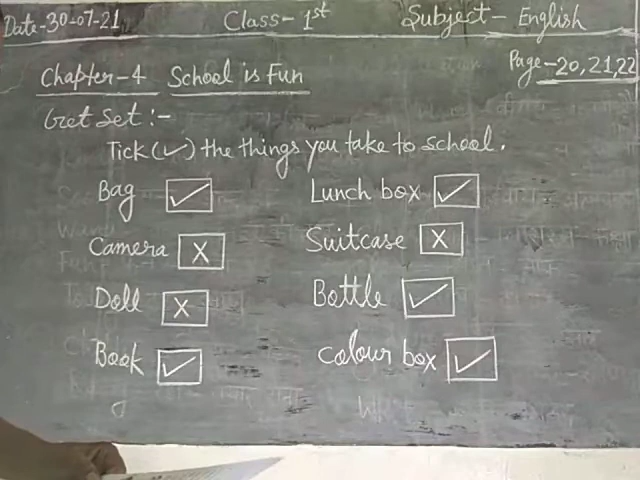 Date-30-07-21 Class- 1st Subject- English
Page-20,21,22
Chapter-4 School is Fun
Get Set :-
Tick (✓) the things you take to school.
Bag ✓ Lunch box ✓
Camera X Suitcase X
Doll X Bottle ✓
Book ✓ colour box ✓